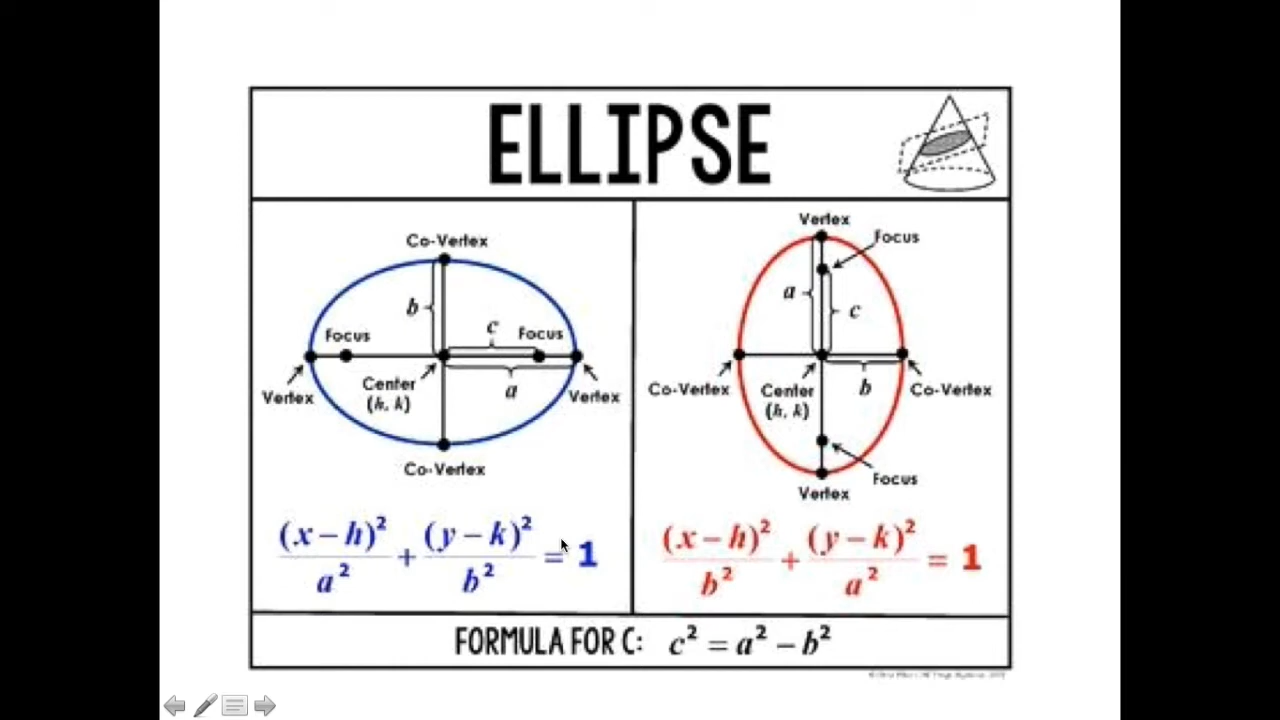 ELLIPSE
Co-Vertex
b
c
Focus
Focus
Vertex
Center
(h, k)
a
Vertex
Co-Vertex
(x − h)² / a² + (y − k)² / b² = 1
Vertex
Focus
a
c
Co-Vertex
Center
(h, k)
b
Co-Vertex
Focus
Vertex
(x − h)² / b² + (y − k)² / a² = 1
FORMULA FOR C: c² = a² − b²